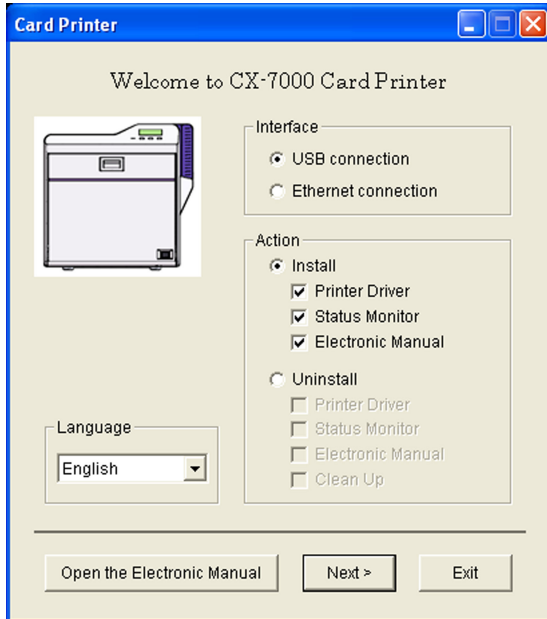 Card Printer
Welcome to CX-7000 Card Printer
Interface
USB connection
Ethernet connection
Action
Install
Printer Driver
Status Monitor
Electronic Manual
Uninstall
Printer Driver
Status Monitor
Electronic Manual
Clean Up
Language
English
Open the Electronic Manual
Next >
Exit